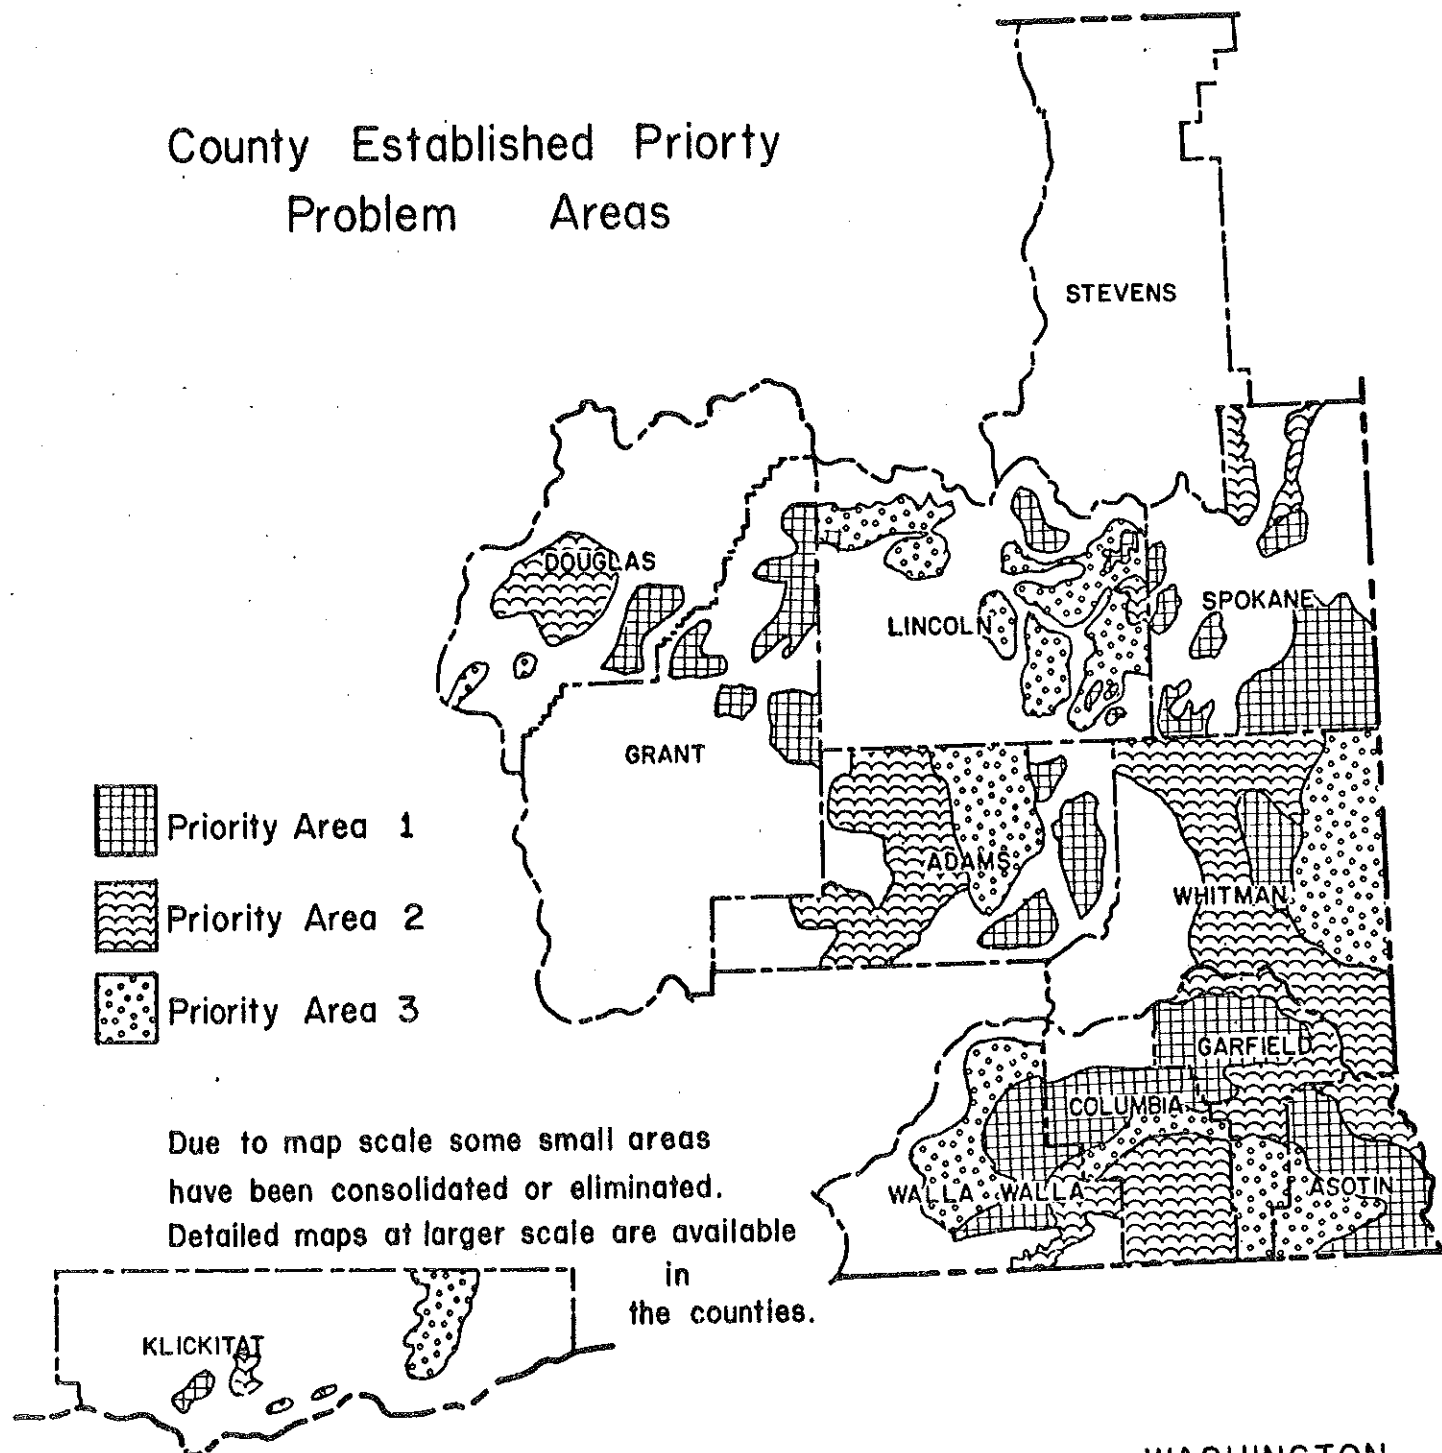 County Established Priorty
Problem Areas
STEVENS
DOUGLAS
LINCOLN
SPOKANE
GRANT
Priority Area 1
ADAMS
WHITMAN
Priority Area 2
Priority Area 3
GARFIELD
COLUMBIA
Due to map scale some small areas
have been consolidated or eliminated.
WALLA WALLA
ASOTIN
Detailed maps at larger scale are available
in
the counties.
KLICKITAT
WASHINGTON